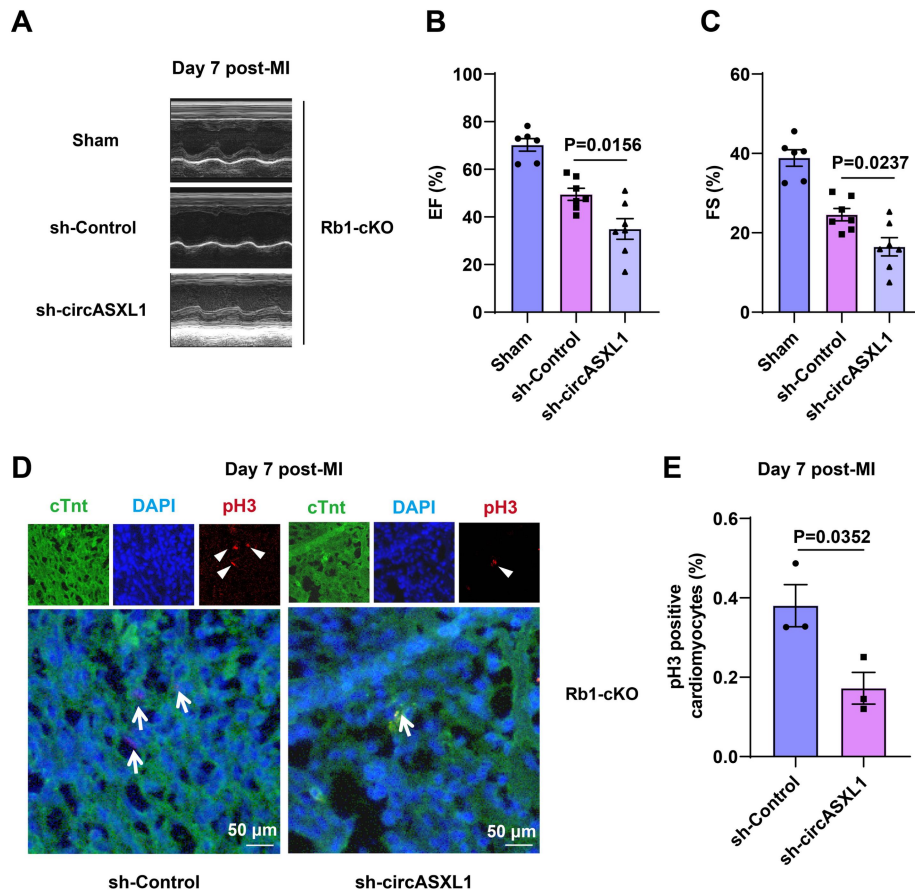 A
Day 7 post-MI
Sham
sh-Control
sh-circASXL1
Rb1-cKO
B
EF (%)
100
80
60
40
20
0
P=0.0156
Sham
sh-Control
sh-circASXL1
C
FS (%)
60
40
20
0
P=0.0237
Sham
sh-Control
sh-circASXL1
D
Day 7 post-MI
cTnt DAPI pH3 cTnt DAPI pH3
50 µm
50 µm
Rb1-cKO
sh-Control
sh-circASXL1
E
Day 7 post-MI
pH3 positive
cardiomyocytes (%)
0.6
0.4
0.2
0.0
P=0.0352
sh-Control
sh-circASXL1